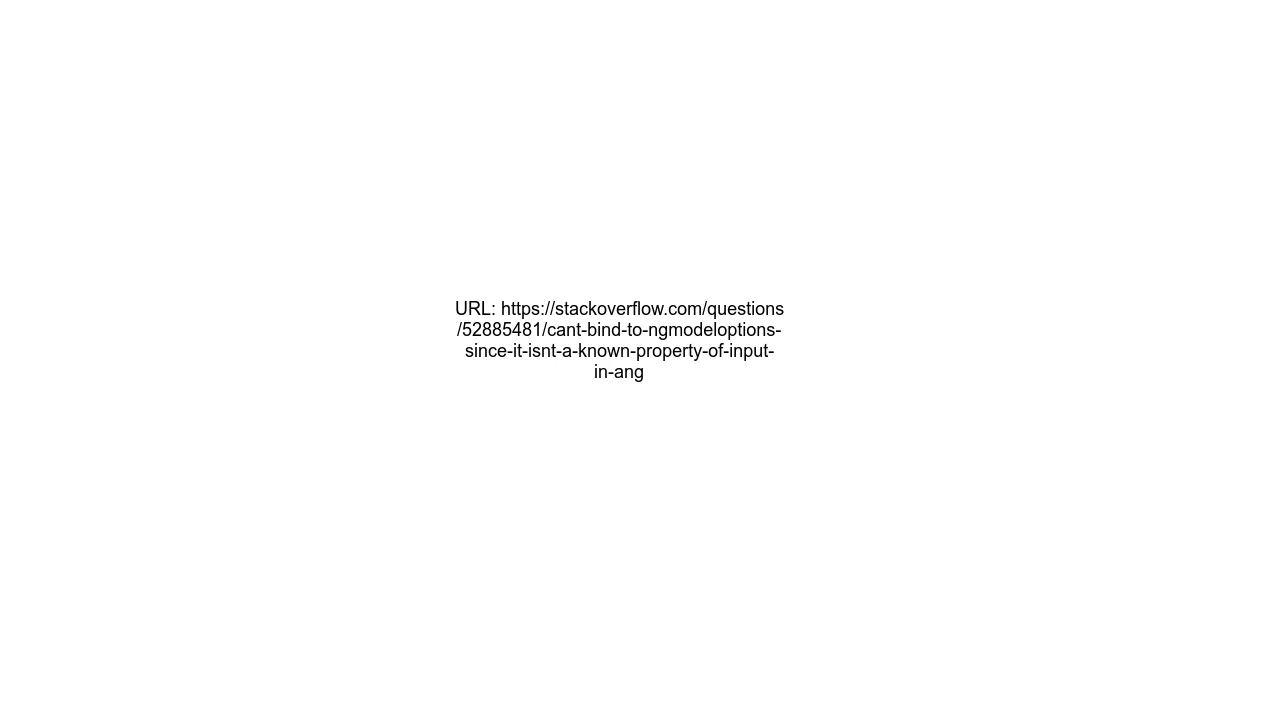 URL: https://stackoverflow.com/questions
/52885481/cant-bind-to-ngmodeloptions-
since-it-isnt-a-known-property-of-input-
in-ang